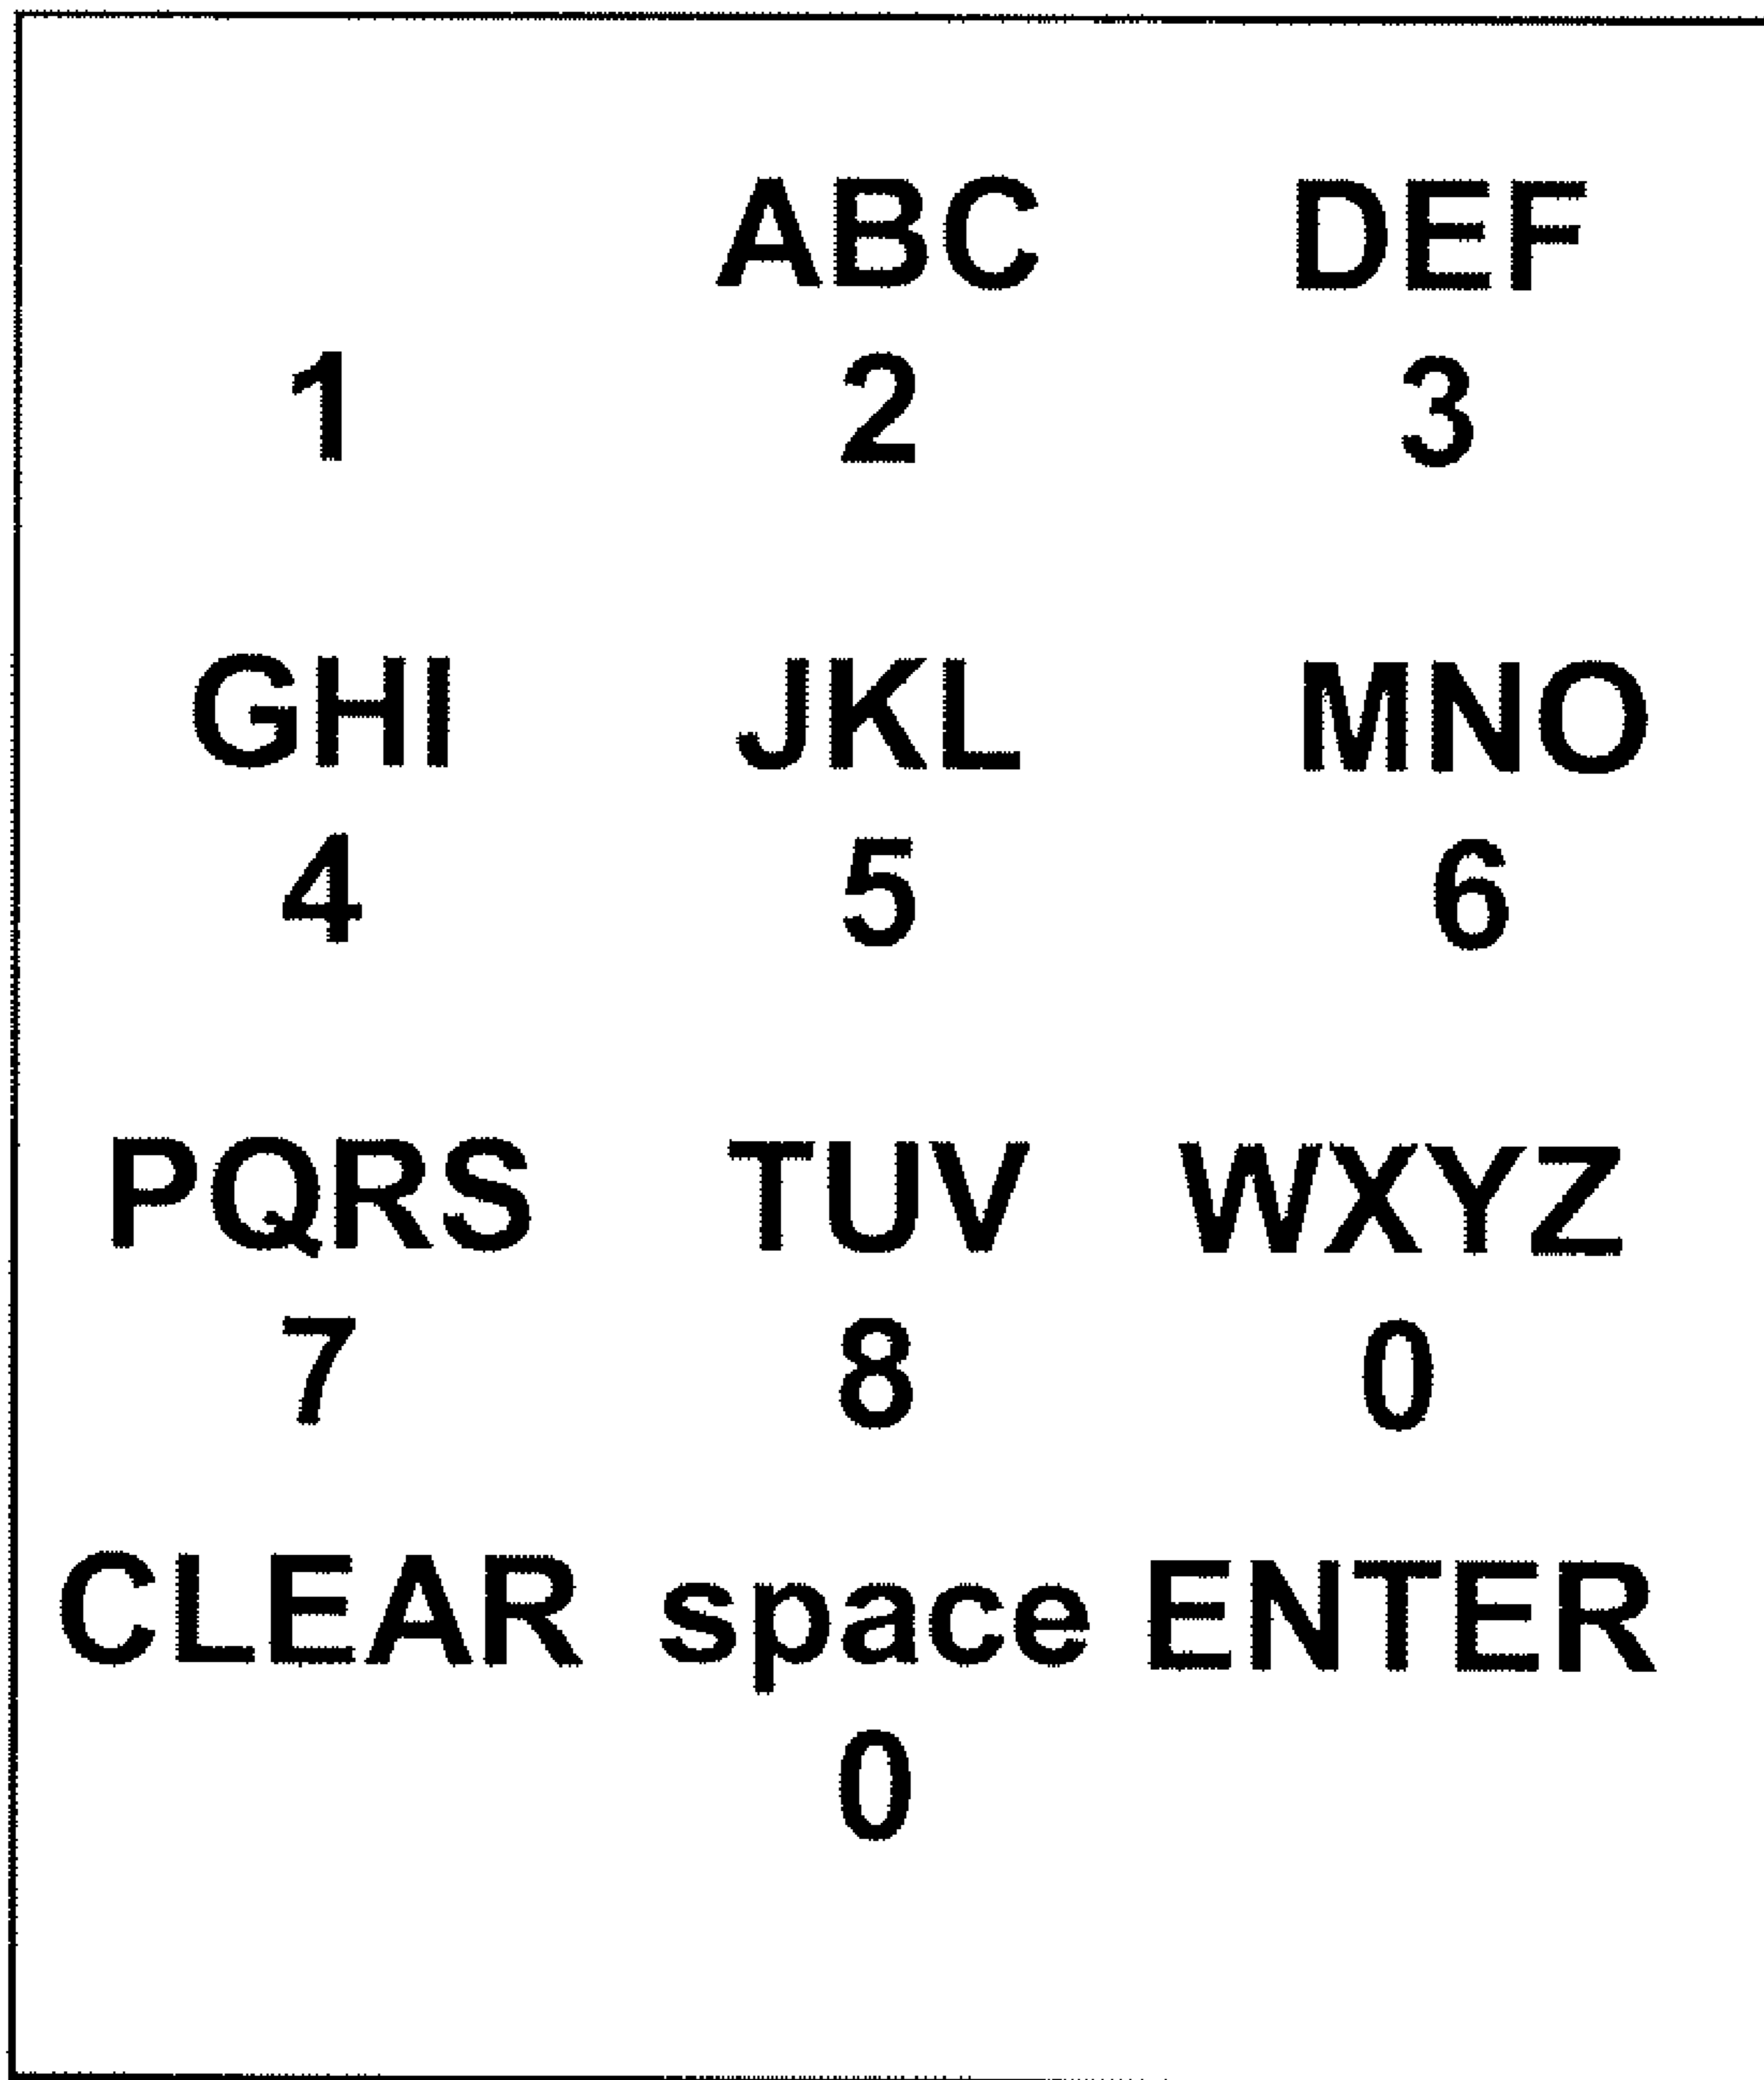 ABC DEF
1 2 3
GHI JKL MNO
4 5 6
PQRS TUV WXYZ
7 8 0
CLEAR space ENTER
0